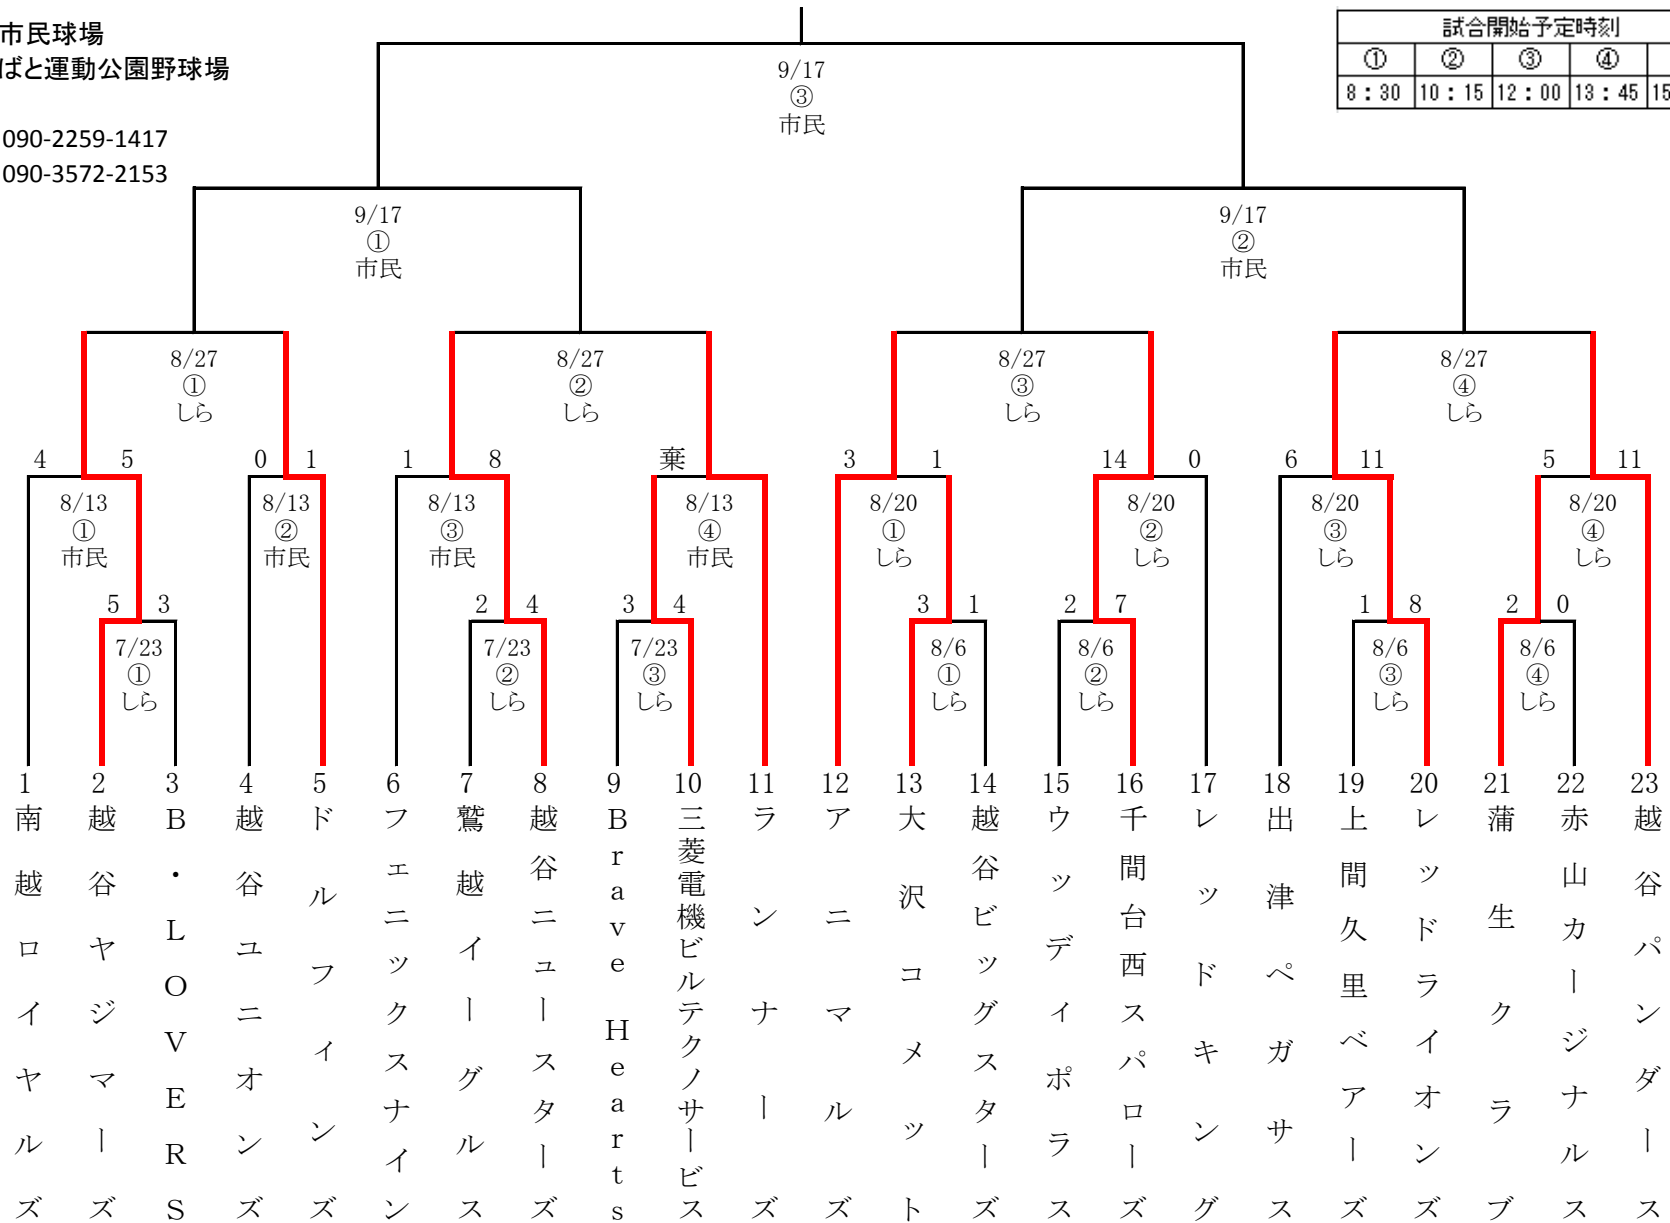 市民球場
ばと運動公園野球場
090-2259-1417
090-3572-2153
試合開始予定時刻
① ② ③ ④
8：30 10：15 12：00 13：45 15
9/17
③
市民
9/17
①
市民
9/17
②
市民
8/27
①
しら
8/27
②
しら
8/27
③
しら
8/27
④
しら
4 5 0 1 1 8 棄 3 1 14 0 6 11 5 11
8/13
①
市民
8/13
②
市民
8/13
③
市民
8/13
④
市民
8/20
①
しら
8/20
②
しら
8/20
③
しら
8/20
④
しら
5 3 2 4 3 4 3 1 2 7 1 8 2 0
7/23
①
しら
7/23
②
しら
7/23
③
しら
8/6
①
しら
8/6
②
しら
8/6
③
しら
8/6
④
しら
1
南越ロイヤルズ
2
越谷ヤジマーズ
3
B・LOVERS
4
越谷ユニオンズ
5
ドルフィンズ
6
フェニックスナイン
7
鷲越イーグルス
8
越谷ニュースターズ
9
Brave Hearts
10
三菱電機ビルテクノサービス
11
ランナーズ
12
アニマルズ
13
大沢コメット
14
越谷ビッグスターズ
15
ウッディポラス
16
千間台西スパローズ
17
レッドキング
18
出津ペガサス
19
上間久里ベアーズ
20
レッドライオンズ
21
蒲生クラブ
22
赤山カージナルス
23
越谷パンダース